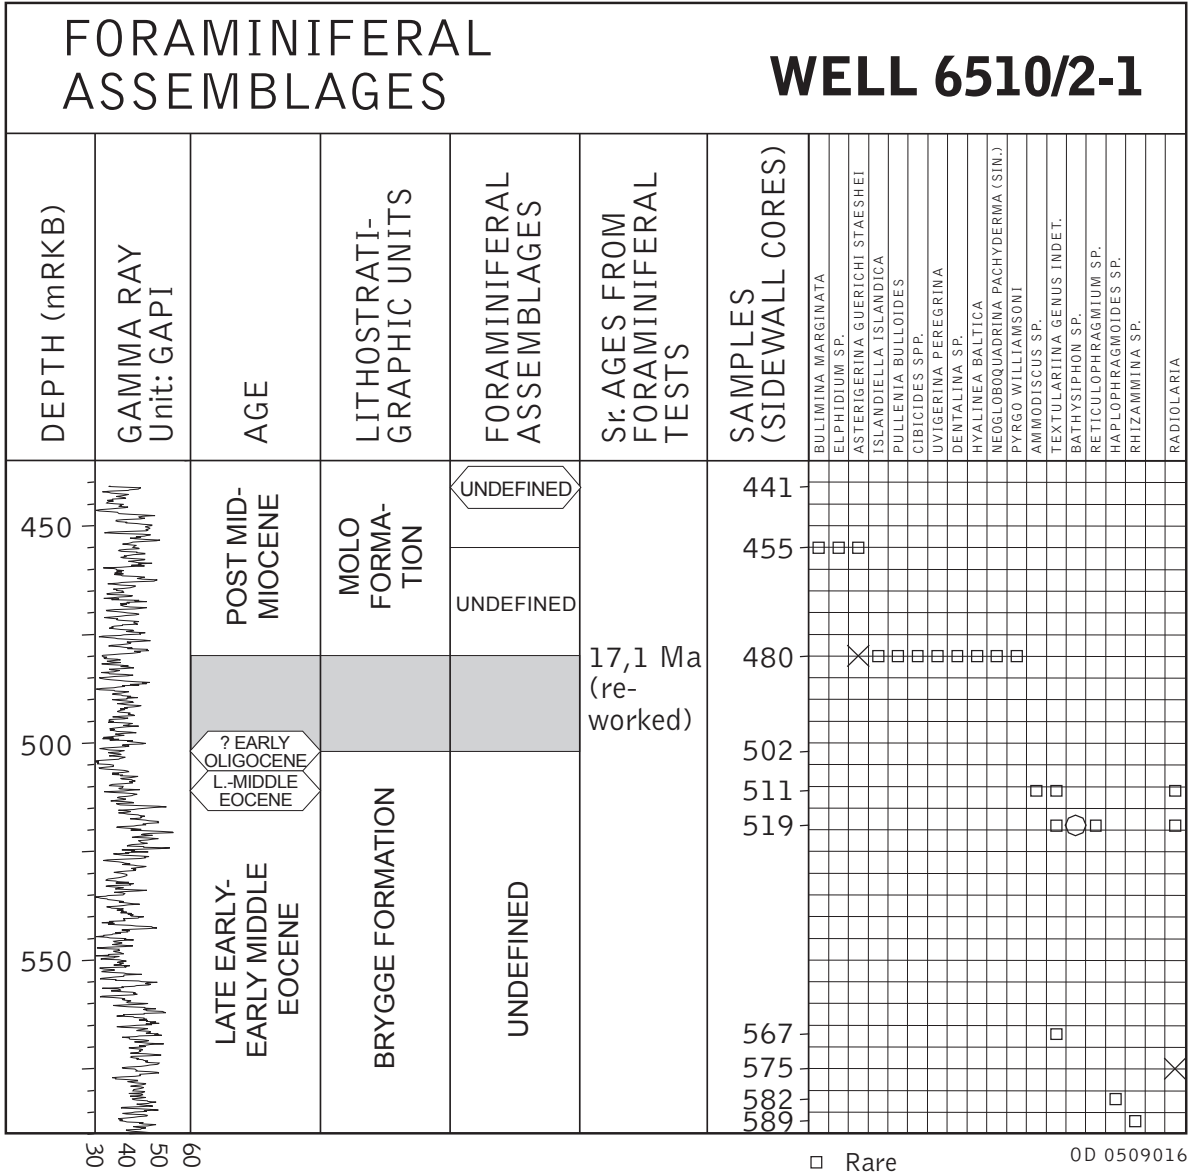 FORAMINIFERAL
ASSEMBLAGES
WELL 6510/2-1
DEPTH (mRKB)
GAMMA RAY
Unit: GAPI
AGE
LITHOSTRATI-
GRAPHIC UNITS
FORAMINIFERAL
ASSEMBLAGES
Sr. AGES FROM
FORAMINIFERAL
TESTS
SAMPLES
(SIDEWALL CORES)
BULIMINA MARGINATA
ELPHIDIUM SP.
ASTERIGERINA GUERICHI STAESHEI
ISLANDIELLA ISLANDICA
PULLENIA BULLOIDES
CIBICIDES SPP.
UVIGERINA PEREGRINA
DENTALINA SP.
HYALINEA BALTICA
NEOGLOBOQUADRINA PACHYDERMA (SIN.)
PYRGO WILLIAMSONI
AMMODISCUS SP.
TEXTULARIINA GENUS INDET.
BATHYSIPHON SP.
RETICULOPHRAGMIUM SP.
HAPLOPHRAGMOIDES SP.
RHIZAMMINA SP.
RADIOLARIA
450
500
550
POST MID-
MIOCENE
? EARLY
OLIGOCENE
L.-MIDDLE
EOCENE
LATE EARLY-
EARLY MIDDLE
EOCENE
MOLO
FORMA-
TION
BRYGGE FORMATION
UNDEFINED
UNDEFINED
UNDEFINED
17,1 Ma
(re-
worked)
441
455
480
502
511
519
567
575
582
589
30
40
50
60
Rare
OD 0509016